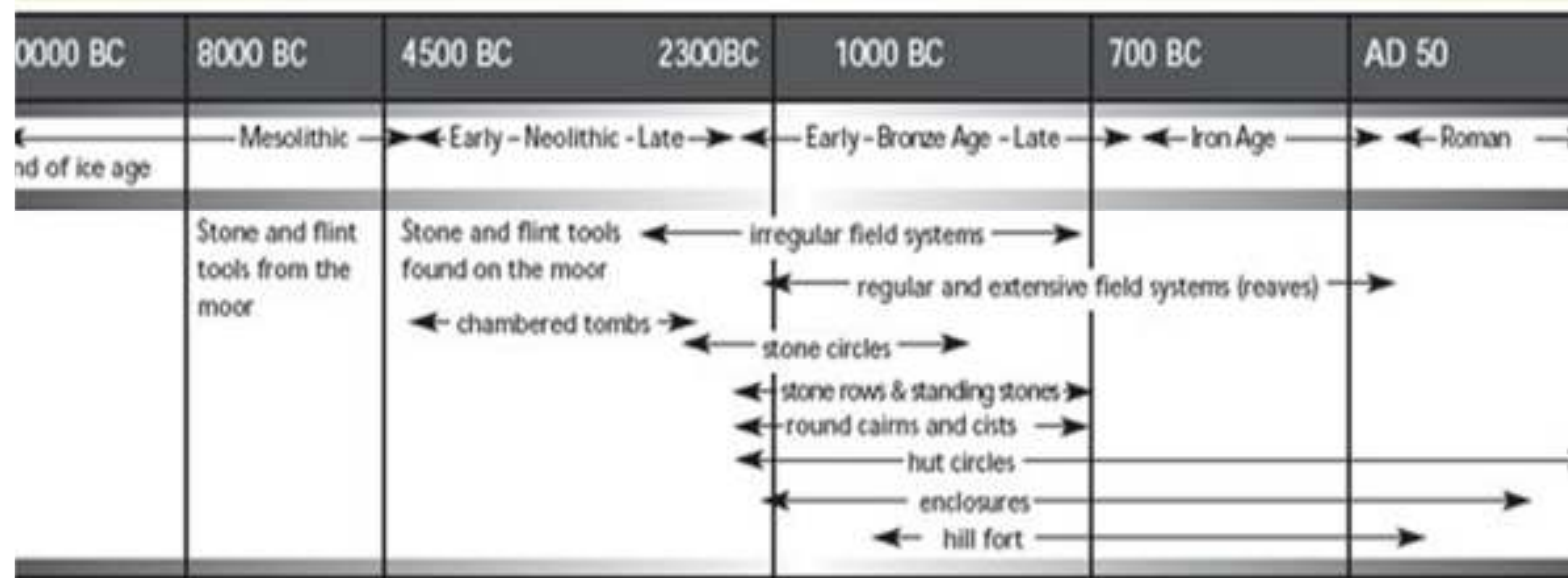 0000 BC 8000 BC 4500 BC 2300BC 1000 BC 700 BC AD 50
Mesolithic Early - Neolithic - Late Early - Bronze Age - Late Iron Age Roman
nd of ice age
Stone and flint
tools from the
moor
Stone and flint tools
found on the moor
irregular field systems
regular and extensive field systems (reaves)
chambered tombs
stone circles
stone rows & standing stones
round cairns and cists
hut circles
enclosures
hill fort